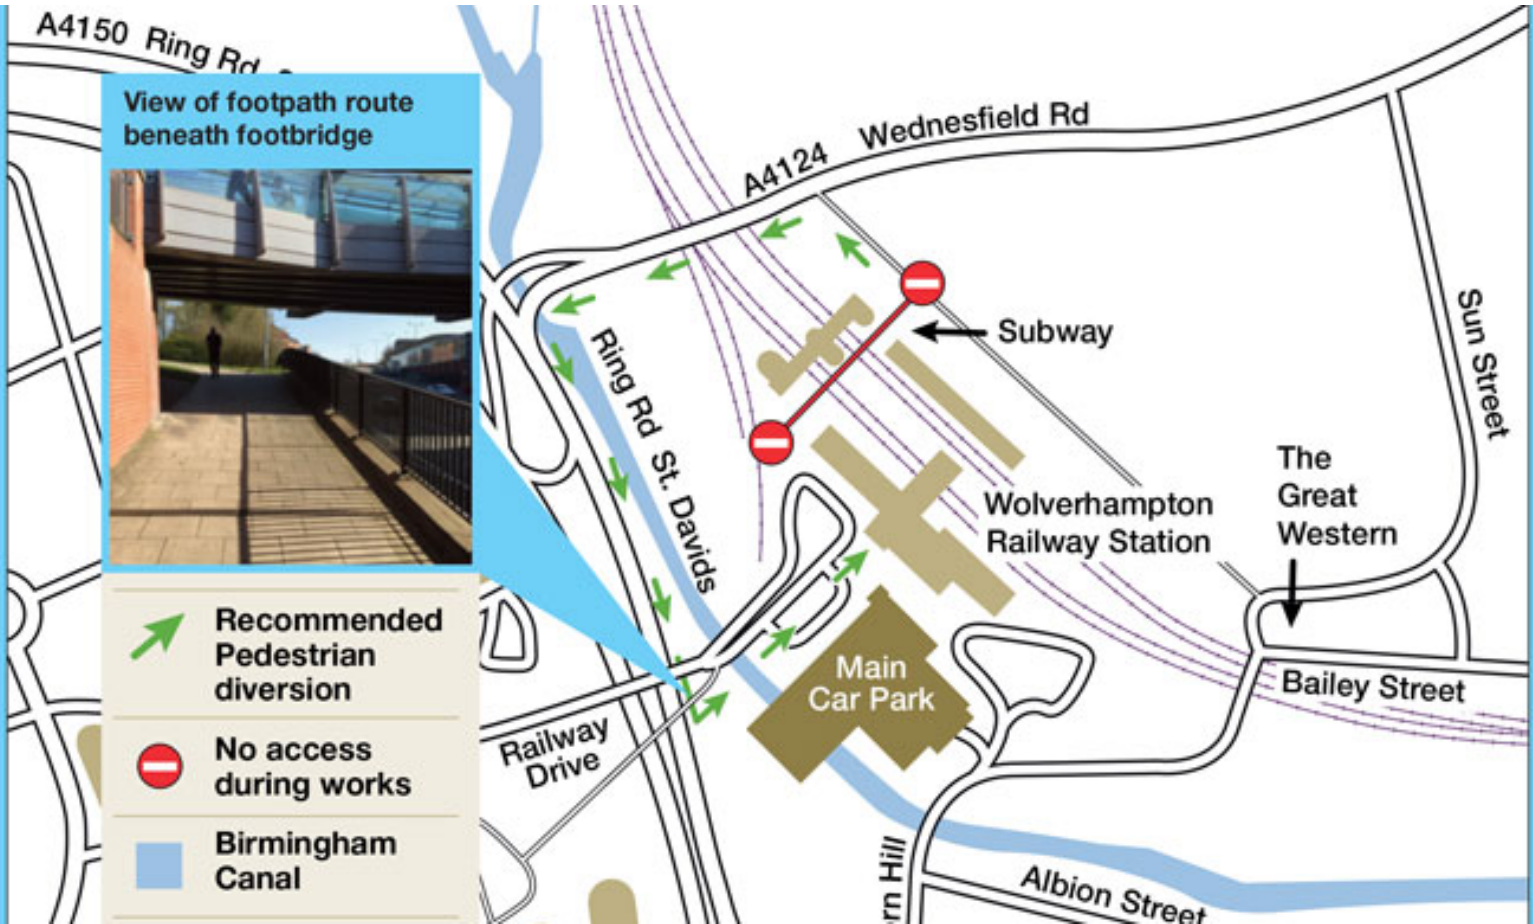 A4150 Ring Rd
View of footpath route
beneath footbridge
A4124
Wednesfield Rd
Subway
Sun Street
Ring Rd St. Davids
The
Great
Western
Wolverhampton
Railway Station
Recommended
Pedestrian
diversion
Main
Car Park
Bailey Street
Railway
Drive
No access
during works
Birmingham
Canal
rn Hill
Albion Street